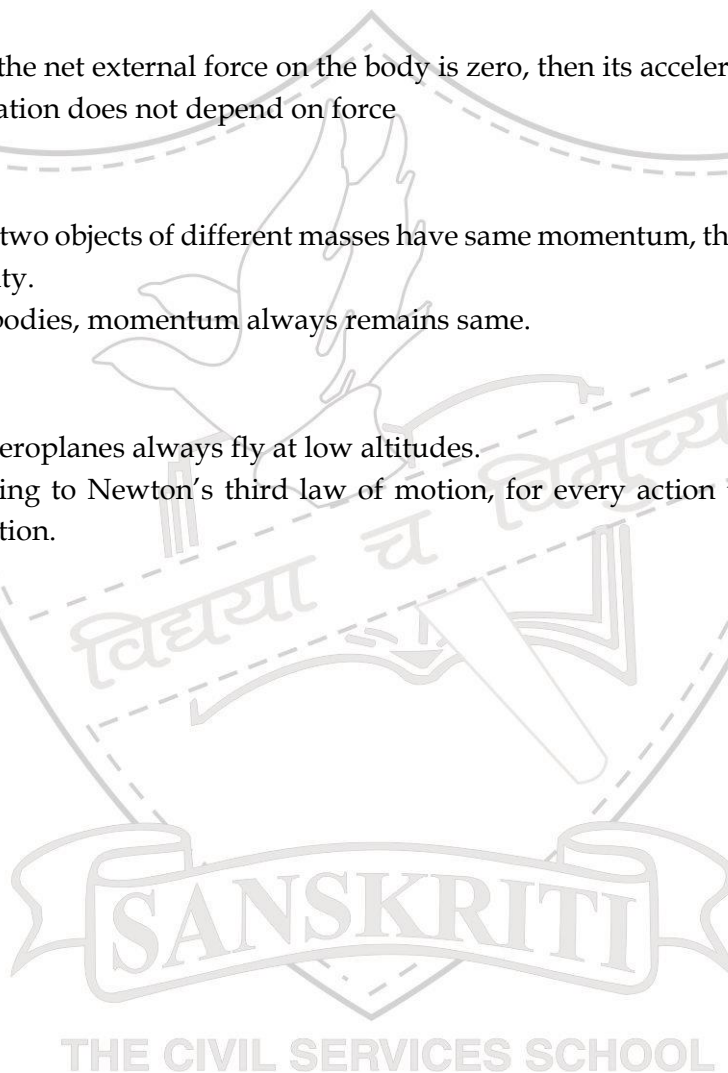 the net external force on the body is zero, then its acceler
ation does not depend on force
two objects of different masses have same momentum, th
ty.
bodies, momentum always remains same.
eroplanes always fly at low altitudes.
ing to Newton’s third law of motion, for every action
tion.
विद्यया च विमुच्य
SANSKRITI
THE CIVIL SERVICES SCHOOL